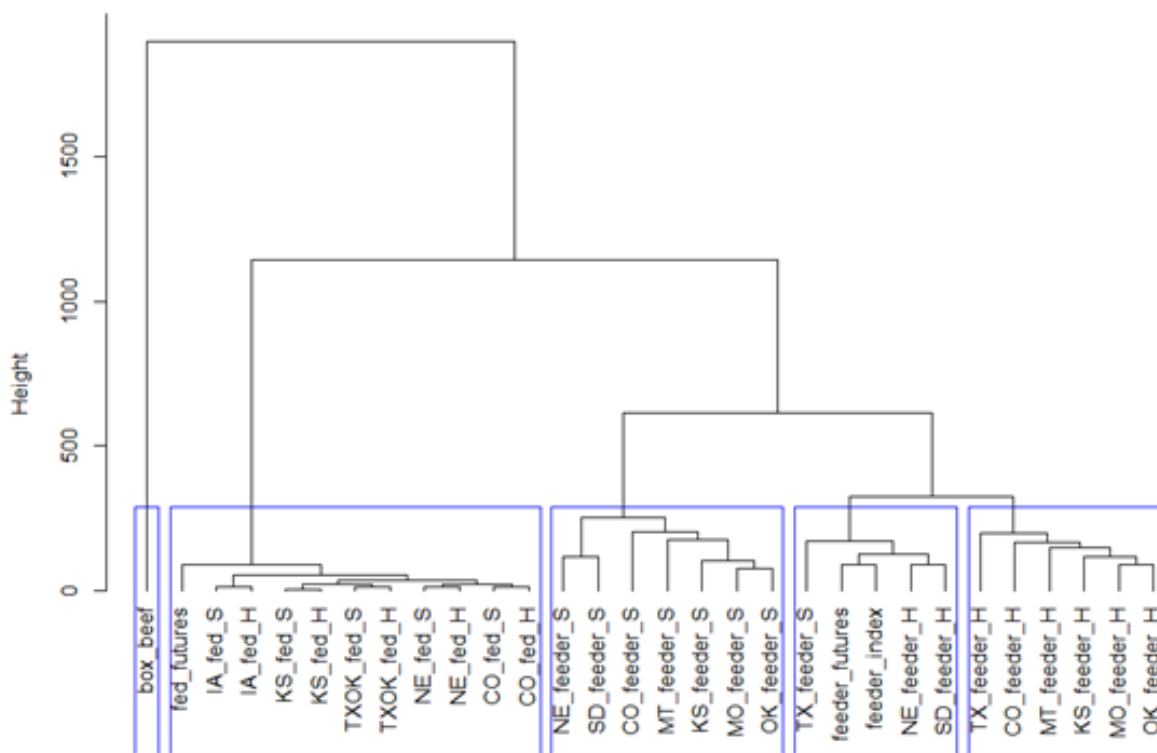 1500
1000
500
0
Height
box_beef
fed_futures
IA_fed_S
IA_fed_H
KS_fed_S
KS_fed_H
TXOK_fed_S
TXOK_fed_H
NE_fed_S
NE_fed_H
CO_fed_S
CO_fed_H
NE_feeder_S
SD_feeder_S
CO_feeder_S
MT_feeder_S
KS_feeder_S
MO_feeder_S
OK_feeder_S
TX_feeder_S
feeder_futures
feeder_index
NE_feeder_H
SD_feeder_H
TX_feeder_H
CO_feeder_H
MT_feeder_H
KS_feeder_H
MO_feeder_H
OK_feeder_H